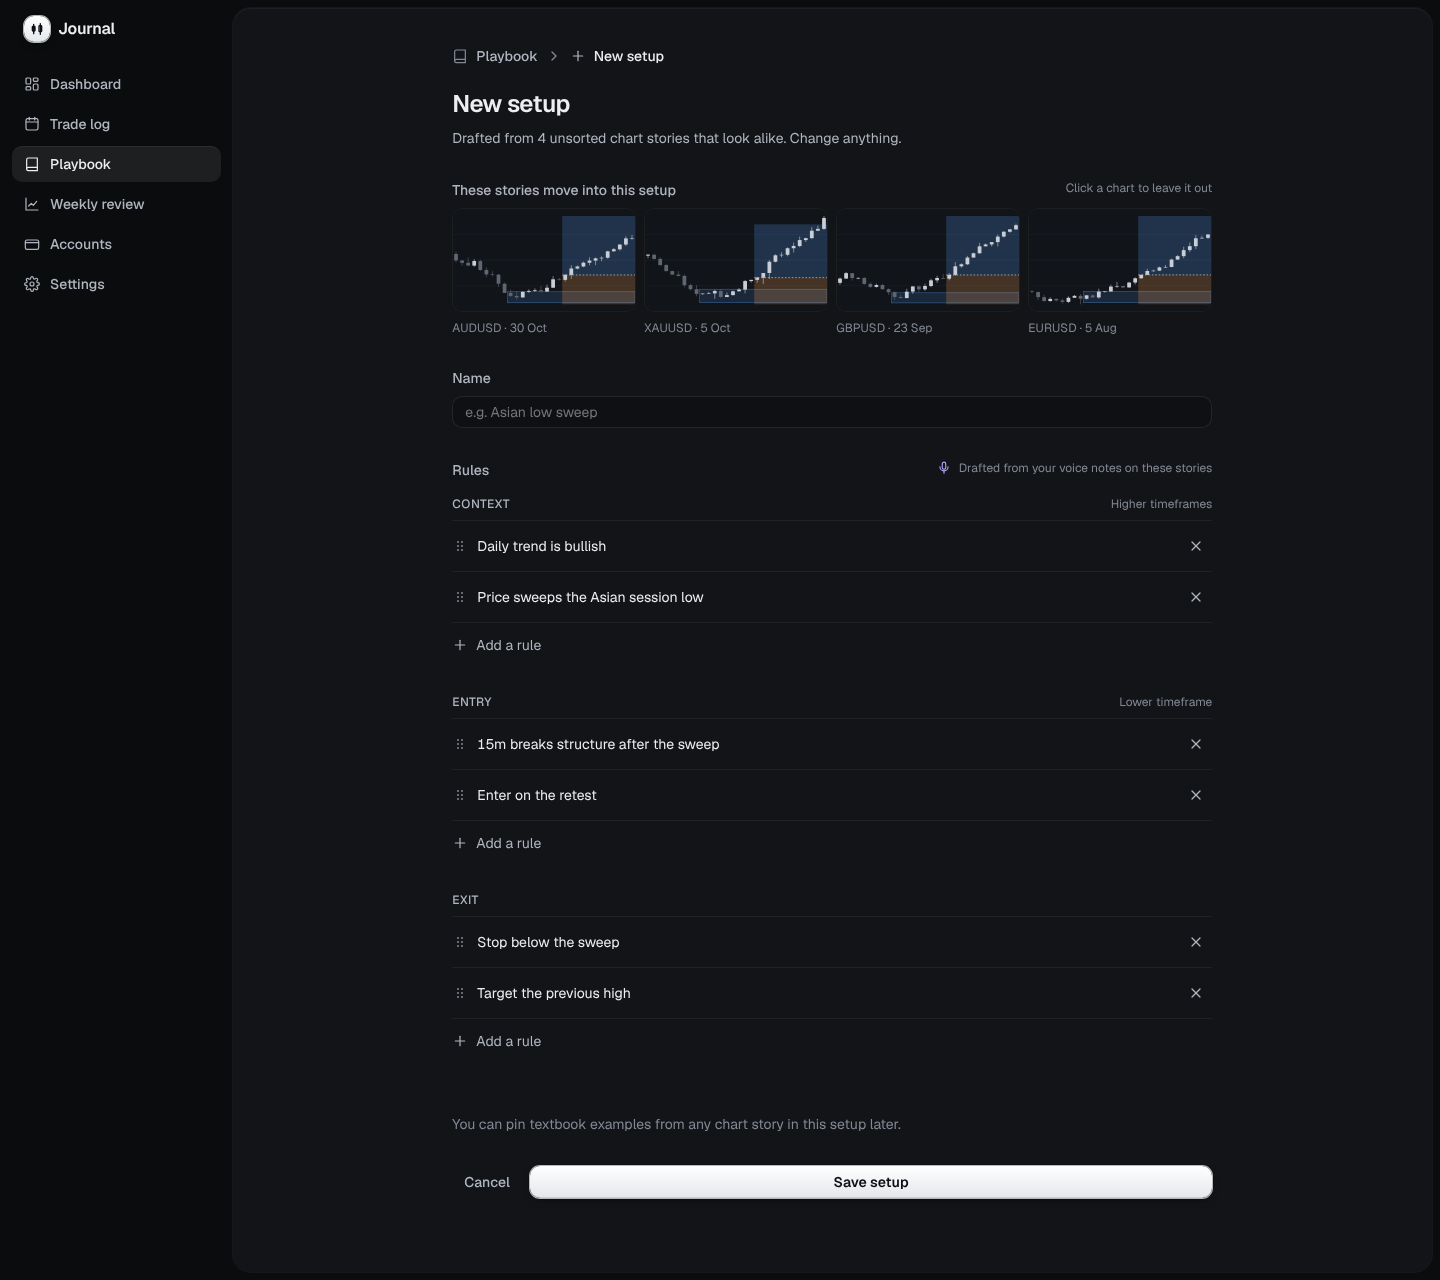 Journal
Dashboard
Trade log
Playbook
Weekly review
Accounts
Settings
Playbook > + New setup
New setup
Drafted from 4 unsorted chart stories that look alike. Change anything.
These stories move into this setup
Click a chart to leave it out
AUDUSD · 30 Oct
XAUUSD · 5 Oct
GBPUSD · 23 Sep
EURUSD · 5 Aug
Name
e.g. Asian low sweep
Rules
Drafted from your voice notes on these stories
CONTEXT
Higher timeframes
Daily trend is bullish
Price sweeps the Asian session low
+ Add a rule
ENTRY
Lower timeframe
15m breaks structure after the sweep
Enter on the retest
+ Add a rule
EXIT
Stop below the sweep
Target the previous high
+ Add a rule
You can pin textbook examples from any chart story in this setup later.
Cancel
Save setup